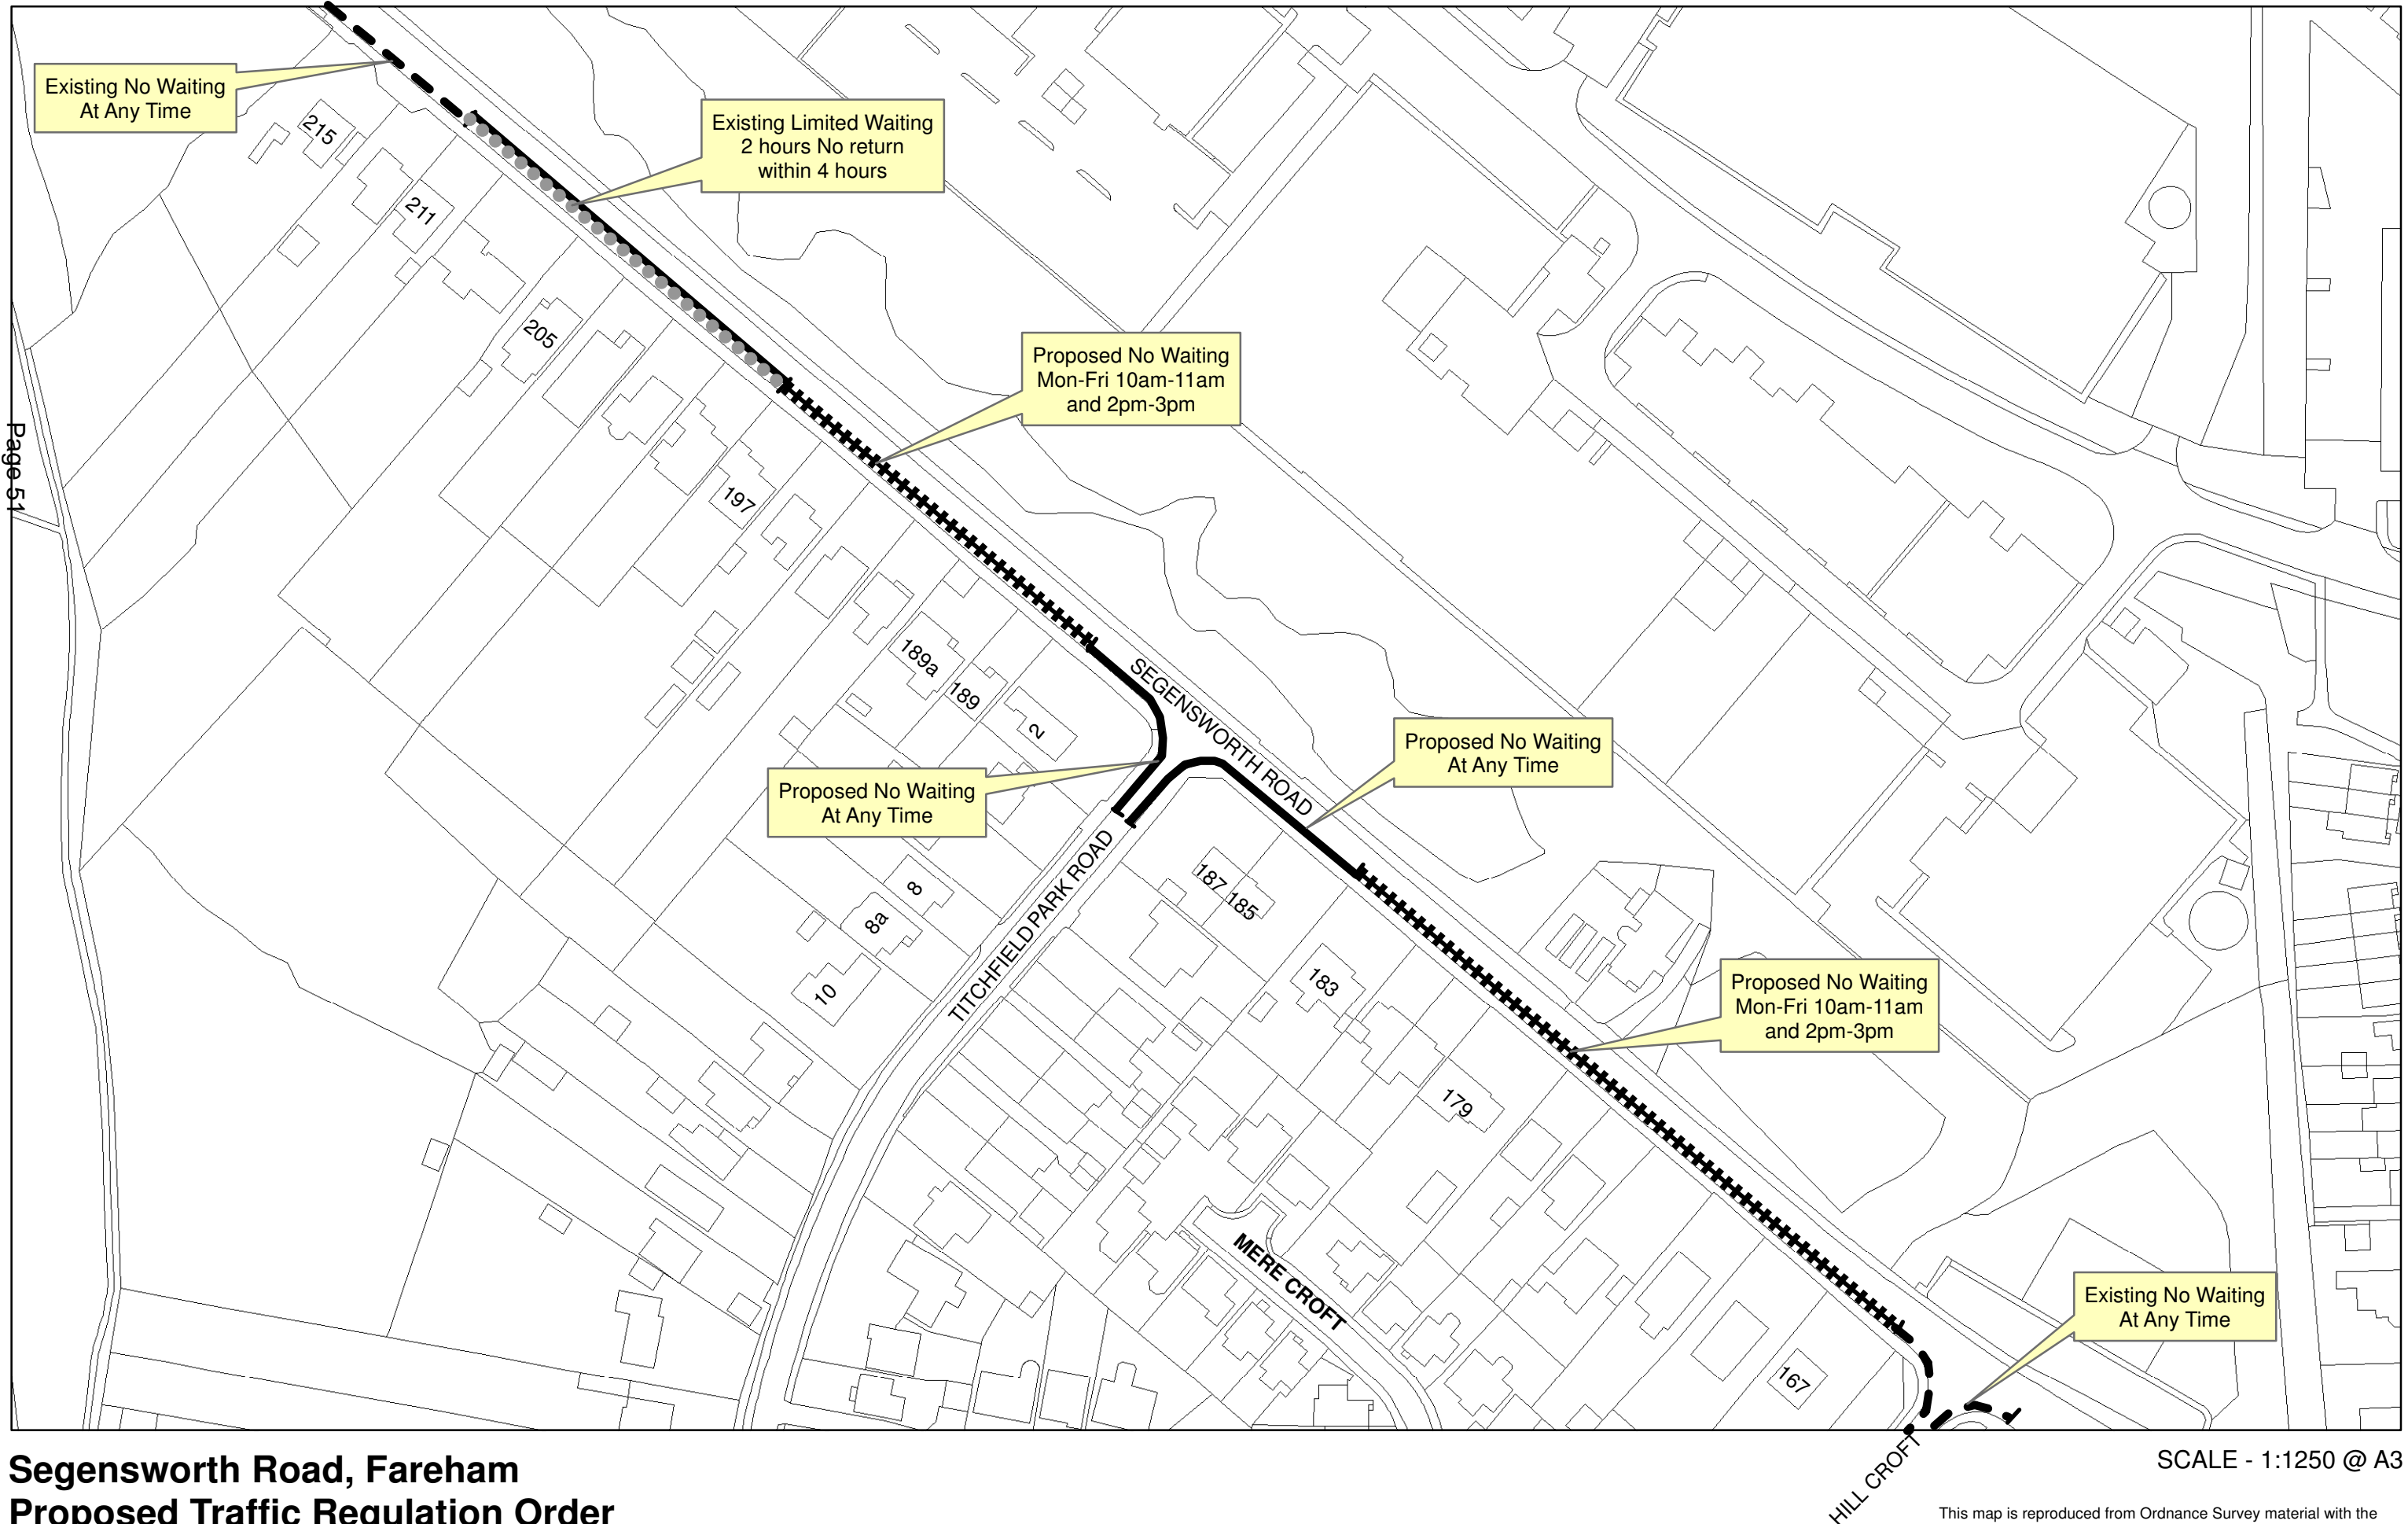 Existing No Waiting
At Any Time
Existing Limited Waiting
2 hours No return
within 4 hours
215
211
205
Proposed No Waiting
Mon-Fri 10am-11am
and 2pm-3pm
Page 51
197
189a
189
2
SEGENSWORTH ROAD
Proposed No Waiting
At Any Time
Proposed No Waiting
At Any Time
TITCHFIELD PARK ROAD
187
185
8
8a
10
183
Proposed No Waiting
Mon-Fri 10am-11am
and 2pm-3pm
179
MERE CROFT
Existing No Waiting
At Any Time
167
HILL CROFT
Segensworth Road, Fareham
Proposed Traffic Regulation Order
SCALE - 1:1250 @ A3
This map is reproduced from Ordnance Survey material with the